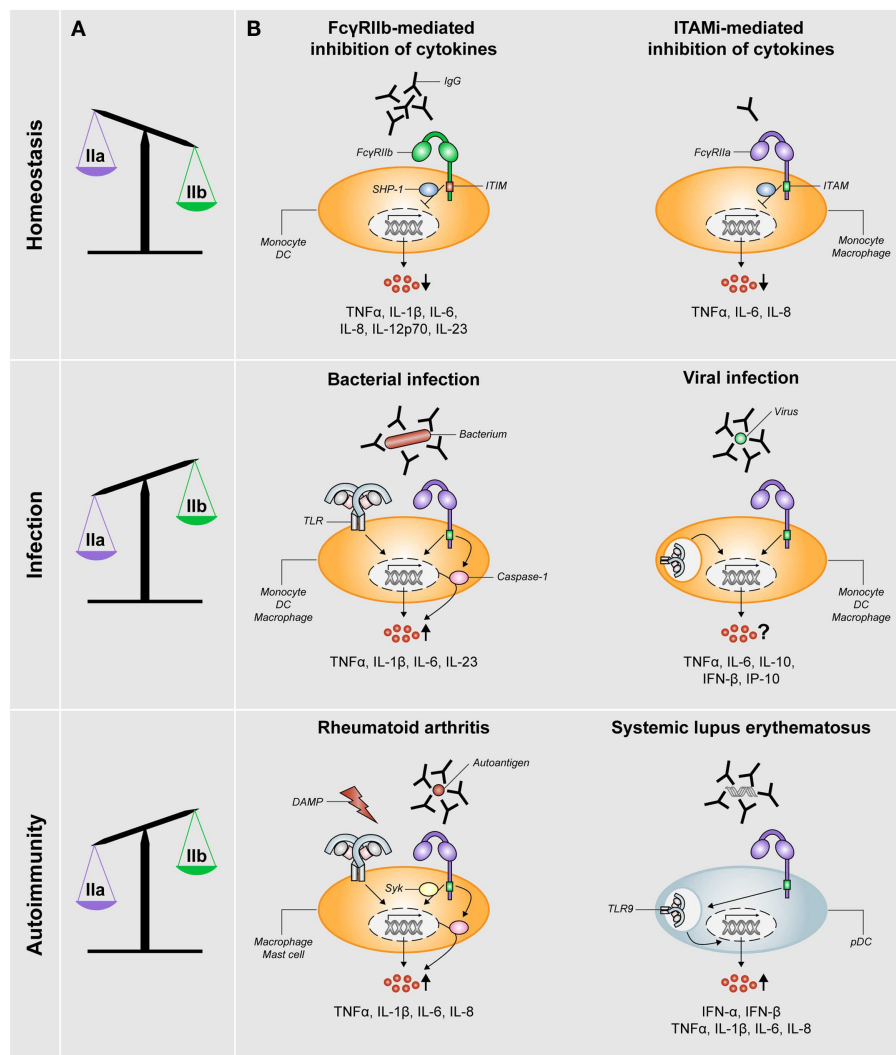 A
B
Homeostasis
IIa
IIb
FcγRIIb-mediated
inhibition of cytokines
IgG
FcγRIIb
SHP-1
ITIM
Monocyte
DC
TNFα, IL-1β, IL-6,
IL-8, IL-12p70, IL-23
ITAMi-mediated
inhibition of cytokines
FcγRIIa
ITAM
Monocyte
Macrophage
TNFα, IL-6, IL-8
Infection
IIa
IIb
Bacterial infection
Bacterium
TLR
Caspase-1
Monocyte
DC
Macrophage
TNFα, IL-1β, IL-6, IL-23
Viral infection
Virus
Monocyte
DC
Macrophage
?
TNFα, IL-6, IL-10,
IFN-β, IP-10
Autoimmunity
IIa
IIb
Rheumatoid arthritis
Autoantigen
DAMP
Syk
Macrophage
Mast cell
TNFα, IL-1β, IL-6, IL-8
Systemic lupus erythematosus
TLR9
pDC
IFN-α, IFN-β
TNFα, IL-1β, IL-6, IL-8